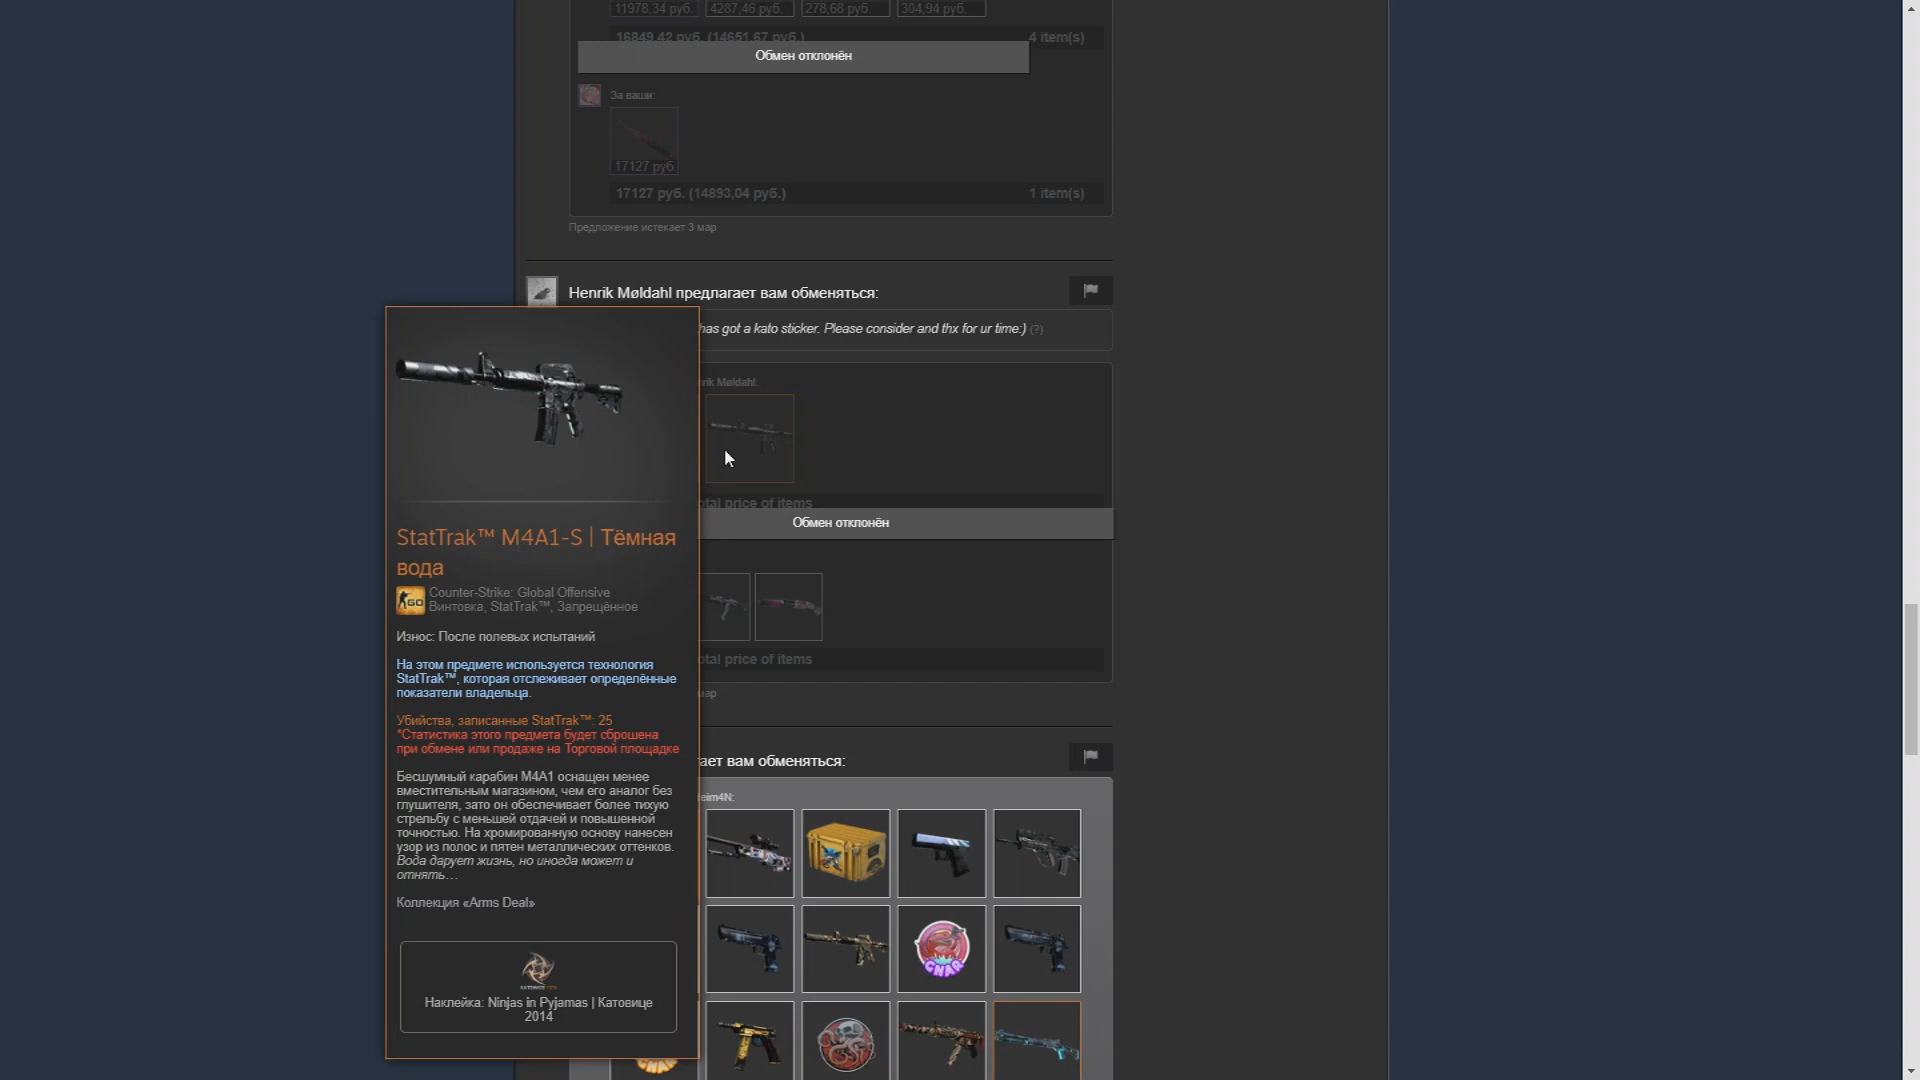 11978,34 руб. 4287,46 руб. 278,68 руб. 304,94 руб.
16849,42 руб. (14651,67 руб.) 4 item(s)
Обмен отклонён
За ваши:
17127 руб
17127 руб. (14893,04 руб.) 1 item(s)
Предложение истекает 3 мар
Henrik Møldahl предлагает вам обменяться:
has got a kato sticker. Please consider and thx for ur time:) (?)
nrik Møldahl:
tal price of items
Обмен отклонён
tal price of items
мар
ает вам обменяться:
eim4N:
StatTrak™ M4A1-S | Тёмная
вода
GO
Counter-Strike: Global Offensive
Винтовка, StatTrak™, Запрещённое
Износ: После полевых испытаний
На этом предмете используется технология
StatTrak™, которая отслеживает определённые
показатели владельца.
Убийства, записанные StatTrak™: 25
*Статистика этого предмета будет сброшена
при обмене или продаже на Торговой площадке
Бесшумный карабин M4A1 оснащен менее
вместительным магазином, чем его аналог без
глушителя, зато он обеспечивает более тихую
стрельбу с меньшей отдачей и повышенной
точностью. На хромированную основу нанесен
узор из полос и пятен металлических оттенков.
Вода дарует жизнь, но иногда может и
отнять…
Коллекция «Arms Deal»
Наклейка: Ninjas in Pyjamas | Катовице
2014
GNAR